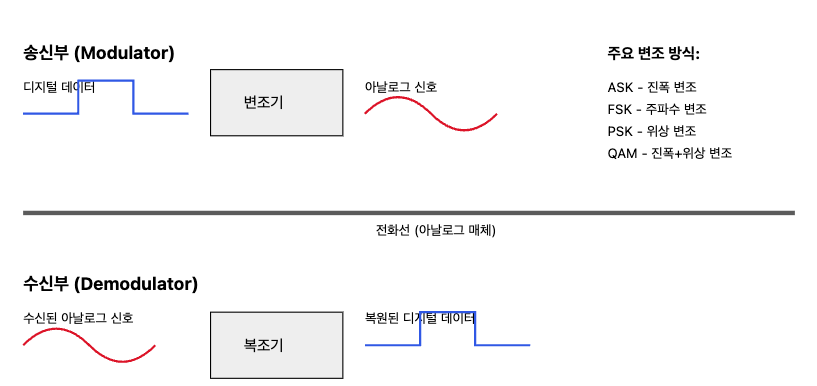 송신부 (Modulator)
디지털 데이터
변조기
아날로그 신호
주요 변조 방식:
ASK - 진폭 변조
FSK - 주파수 변조
PSK - 위상 변조
QAM - 진폭+위상 변조
전화선 (아날로그 매체)
수신부 (Demodulator)
수신된 아날로그 신호
복조기
복원된 디지털 데이터